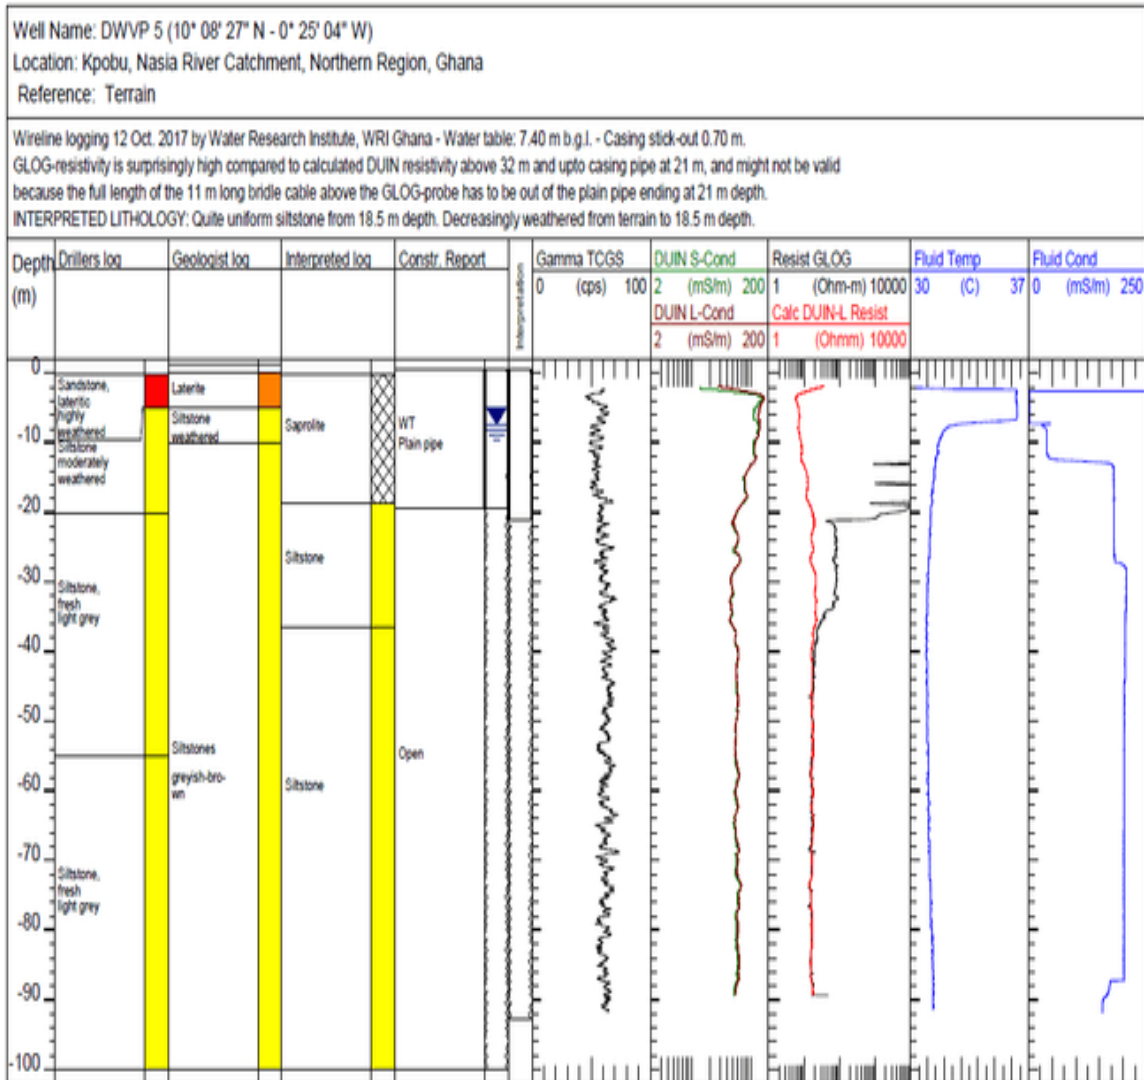 Well Name: DWVP 5 (10° 08' 27" N - 0° 25' 04" W)
Location: Kpobu, Nasia River Catchment, Northern Region, Ghana
Reference: Terrain
Wireline logging 12 Oct. 2017 by Water Research Institute, WRI Ghana - Water table: 7.40 m b.g.l. - Casing stick-out 0.70 m.
GLOG-resistivity is surprisingly high compared to calculated DUIN resistivity above 32 m and upto casing pipe at 21 m, and might not be valid
because the full length of the 11 m long bridle cable above the GLOG-probe has to be out of the plain pipe ending at 21 m depth.
INTERPRETED LITHOLOGY: Quite uniform siltstone from 18.5 m depth. Decreasingly weathered from terrain to 18.5 m depth.
Depth Drillers log Geologist log Interpreted log Constr. Report Interpretation Gamma TCGS DUIN S-Cond Resist GLOG Fluid Temp Fluid Cond
(m) 0 (cps) 100 2 (mS/m) 200 1 (Ohm-m) 10000 30 (C) 37 0 (mS/m) 250
DUIN L-Cond Calc DUIN-L Resist
2 (mS/m) 200 1 (Ohmm) 10000
0
Sandstone,
lateritic
highly
weathered
Laterite
Siltstone
weathered
Saprolite
WT
Plain pipe
-10
Siltstone
moderately
weathered
-20
Siltstone
-30
Siltstone,
fresh
light grey
-40
-50
Siltstones
greyish-bro-
wn
Open
-60
Siltstone
-70
Siltstone,
fresh
light grey
-80
-90
-100